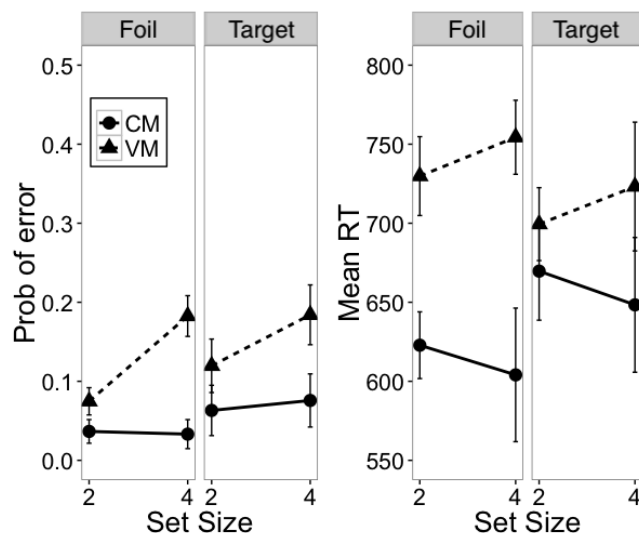 Foil Target
Prob of error
0.5
0.4
0.3
0.2
0.1
0.0
CM
VM
2 4 2 4
Set Size
Foil Target
Mean RT
800
750
700
650
600
550
2 4 2 4
Set Size